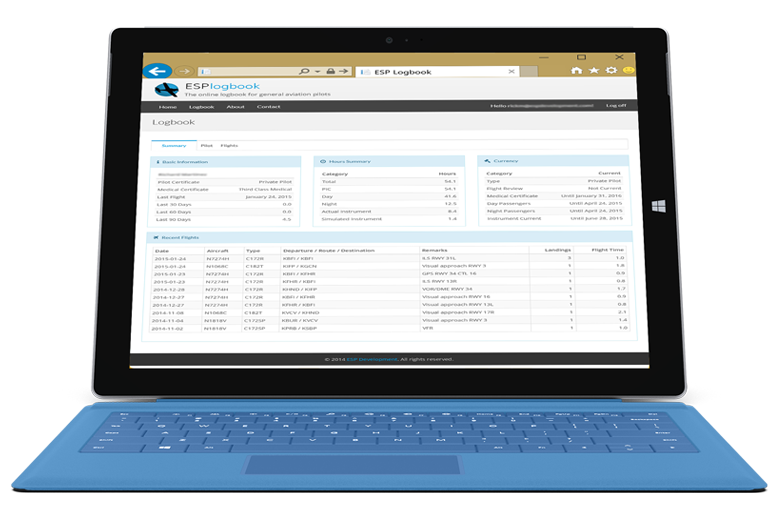 ESP Logbook
ESPlogbook
The online logbook for general aviation pilots
Home Logbook About Contact
Hello Log off
Logbook
Summary Pilot Flights
Basic Information
Pilot Certificate Private Pilot
Medical Certificate Third Class Medical
Last Flight January 24, 2015
Last 30 Days 0.0
Last 60 Days 0.0
Last 90 Days 4.5
Hours Summary
Category Hours
Total 54.1
PIC 54.1
Day 41.6
Night 12.5
Actual Instrument 8.4
Simulated Instrument 1.4
Currency
Category Current
Type Private Pilot
Flight Review Not Current
Medical Certificate Until January 31, 2016
Day Passengers Until April 24, 2015
Night Passengers Until April 24, 2015
Instrument Current Until June 28, 2015
Recent Flights
Date Aircraft Type Departure / Route / Destination Remarks Landings Flight Time
2015-01-24 N7274H C172R KBFI / KBFI ILS RWY 31L 3 1.0
2015-01-24 N1068C C182T KIFP / Visual approach RWY 3 1 1.8
2015-01-23 N7274H C172R KBFI / KFHR GPS RWY 34 CTL 16 1 0.9
2015-01-23 N7274H C172R KFHR / KBFI ILS RWY 13R 1 0.8
2014-12-28 N7274H C172R KHND / KIFP VOR/DME RWY 34 1 1.7
2014-12-27 N7274H C172R KBFI / KFHR Visual approach RWY 16 1 0.9
2014-12-27 N7274H C172R KFHR / KBFI Visual approach RWY 13L 1 0.8
2014-11-08 N1068C C182T KVCV / KHND Visual approach RWY 17R 1 2.1
2014-11-04 N1818V C172SP KBUR / KVCV Visual approach RWY 3 1 1.4
2014-11-02 N1818V C172SP KPRB / KSBP VFR 1 1.0
© 2014 ESP Development. All rights reserved.